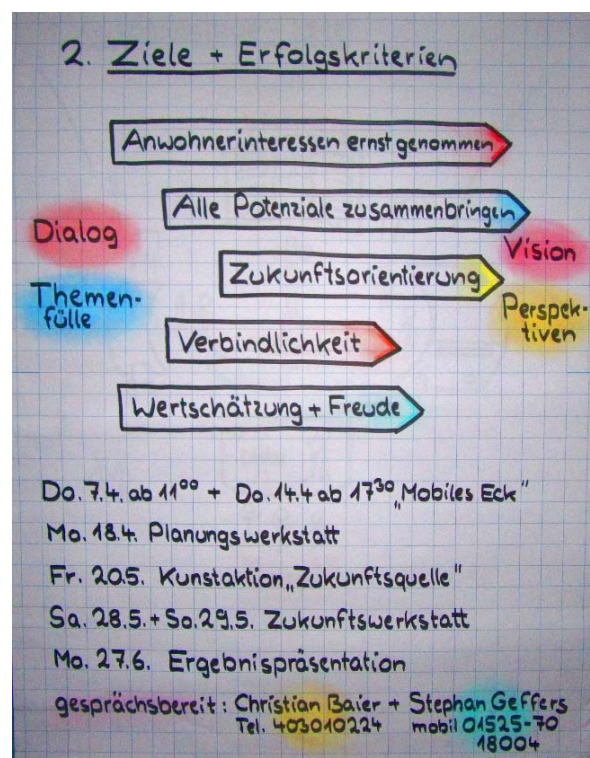 2. Ziele + Erfolgskriterien
Anwohnerinteressen ernst genommen
Alle Potenziale zusammenbringen
Dialog
Vision
Zukunftsorientierung
Themen-
fülle
Perspek-
tiven
Verbindlichkeit
Wertschätzung + Freude
Do. 7.4. ab 11⁰⁰ + Do. 14.4 ab 17³⁰ „Mobiles Eck"
Mo. 18.4. Planungswerkstatt
Fr. 20.5. Kunstaktion „Zukunftsquelle"
Sa. 28.5. + So. 29.5. Zukunftswerkstatt
Mo. 27.6. Ergebnispräsentation
gesprächsbereit: Christian Baier + Stephan Geffers
Tel. 403010224 mobil 01525-70
18004